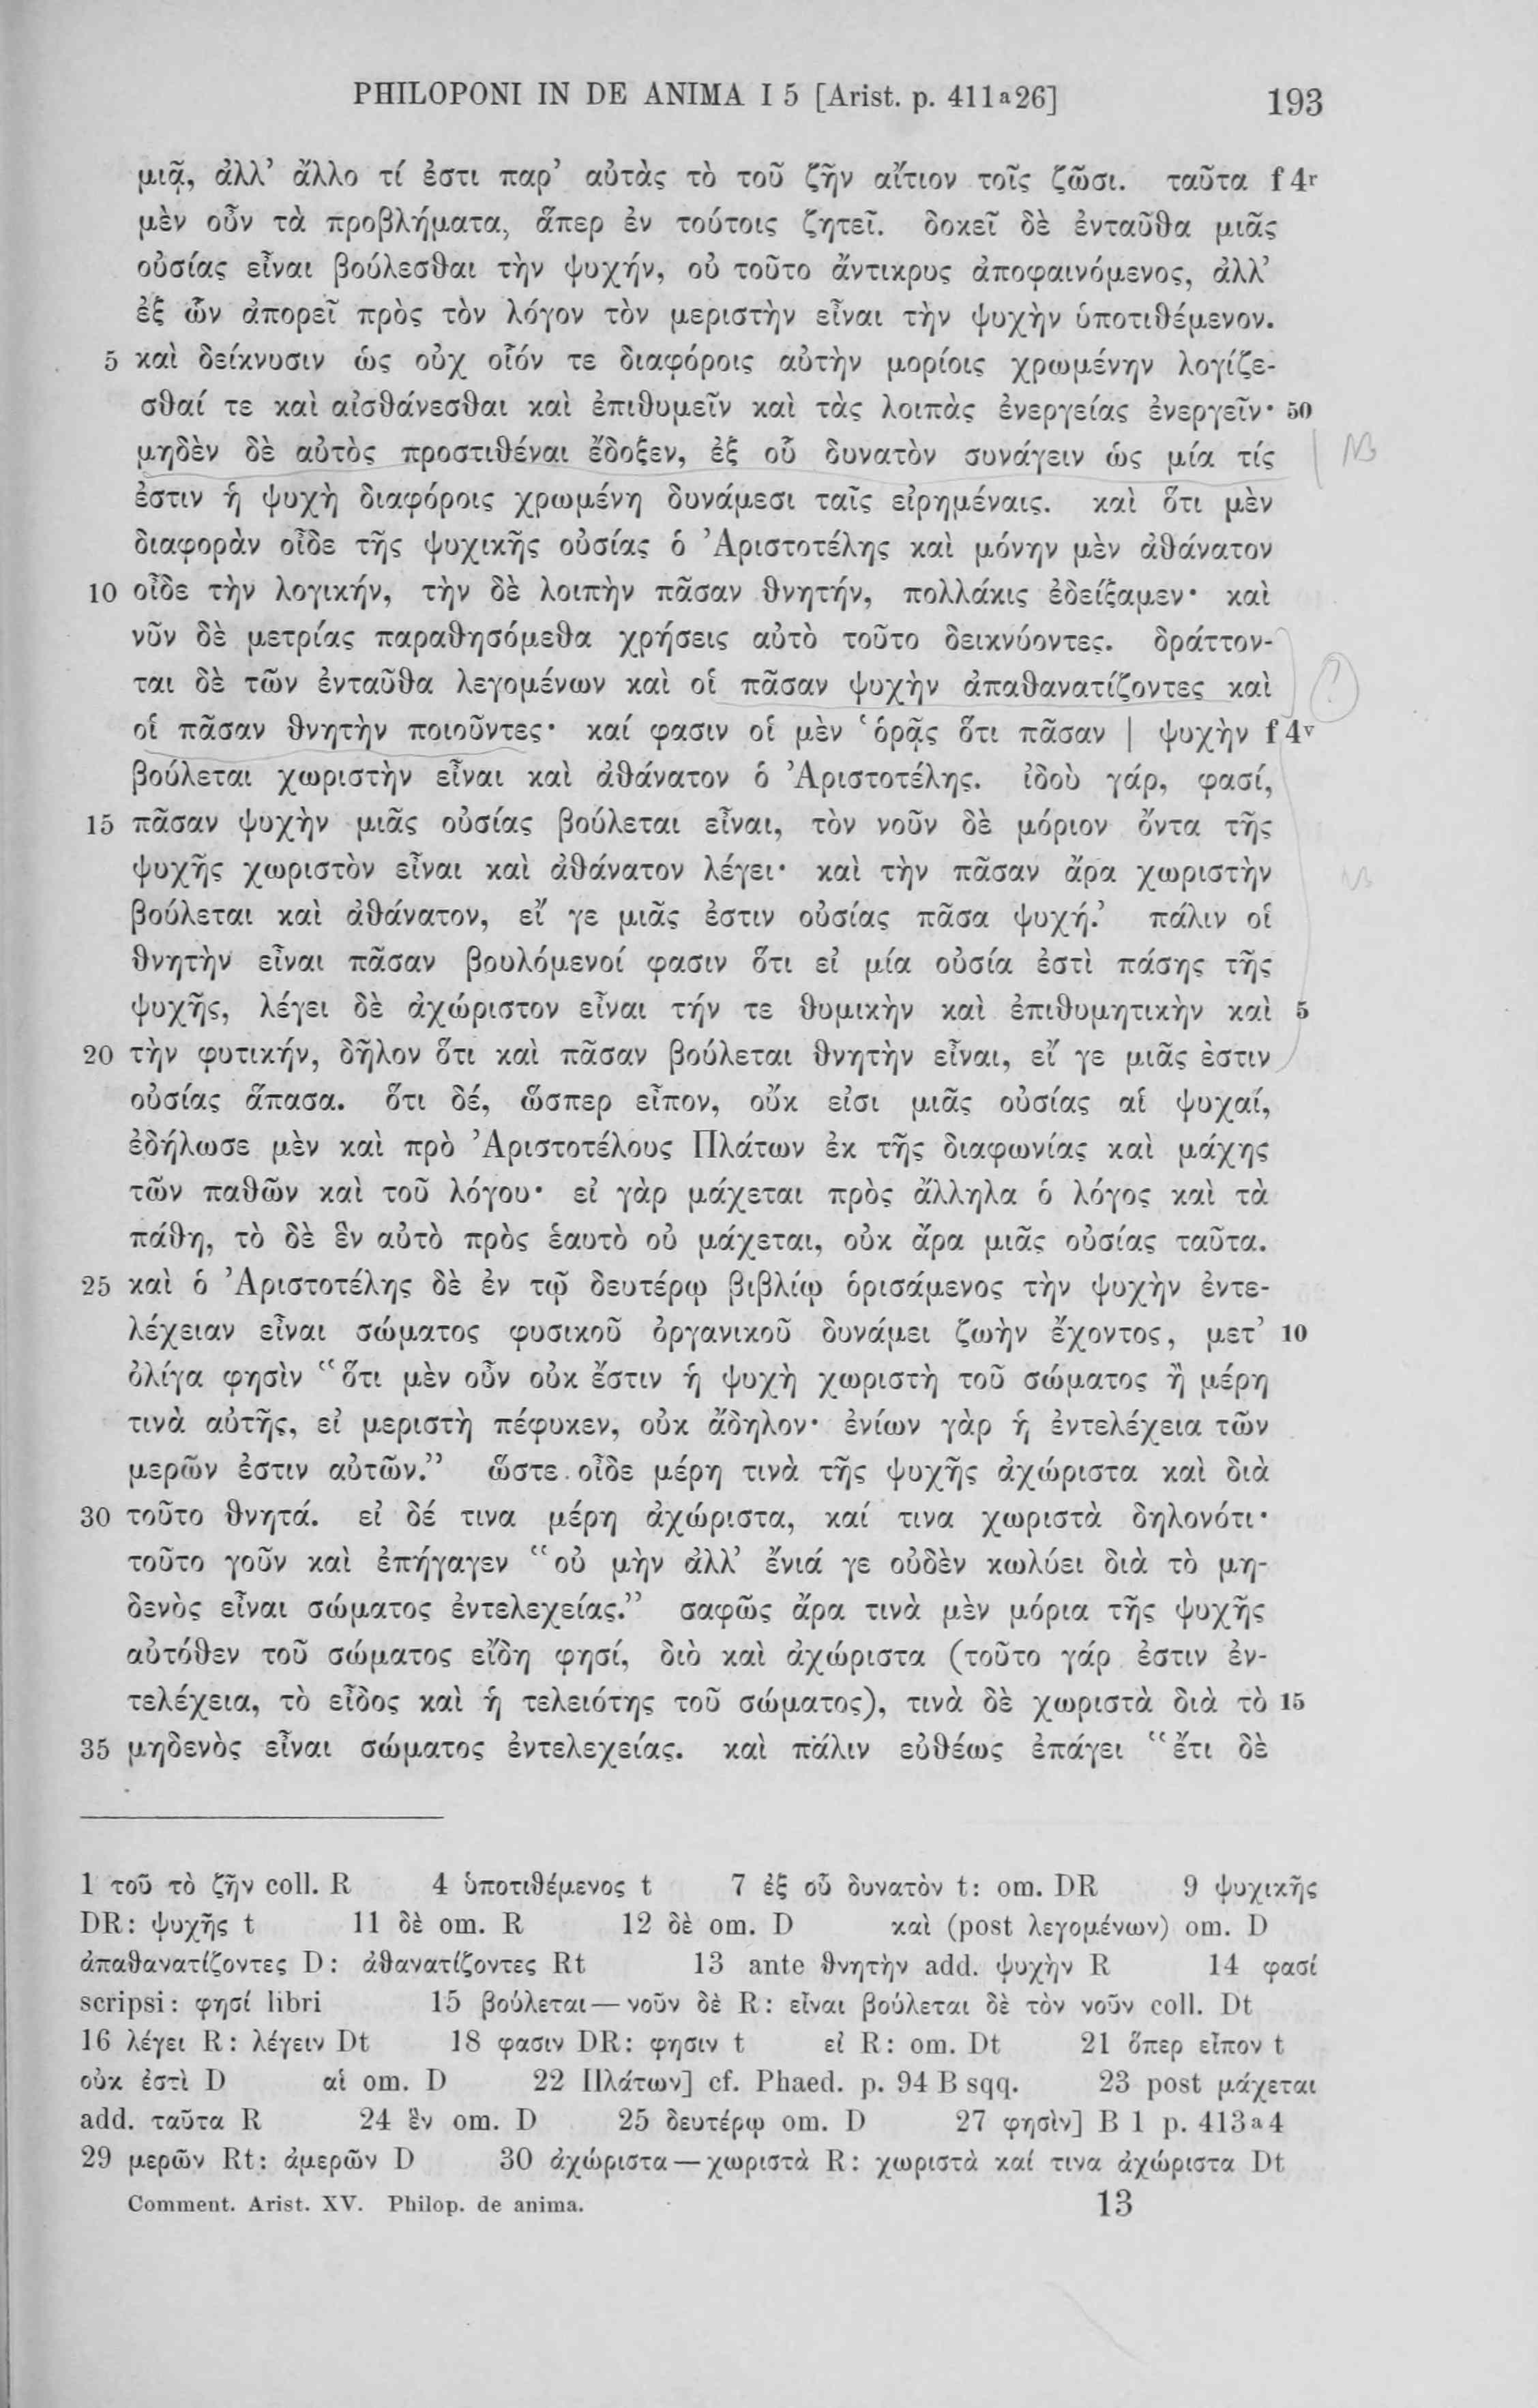 PHILOPONI IN DE ANIMA I 5 [Arist. p. 411a26] 193
μιᾷ, ἀλλ’ ἄλλο τί ἐστι παρ’ αὐτὰς τὸ τοῦ ζῆν αἴτιον τοῖς ζῶσι. ταῦτα f 4r
μὲν οὖν τὰ προβλήματα, ἅπερ ἐν τούτοις ζητεῖ. δοκεῖ δὲ ἐνταῦθα μιᾶς
οὐσίας εἶναι βούλεσθαι τὴν ψυχήν, οὐ τοῦτο ἄντικρυς ἀποφαινόμενος, ἀλλ’
ἐξ ὧν ἀπορεῖ πρὸς τὸν λόγον τὸν μεριστὴν εἶναι τὴν ψυχὴν ὑποτιθέμενον.
5 καὶ δείκνυσιν ὡς οὐχ οἷόν τε διαφόροις αὐτὴν μορίοις χρωμένην λογίζε-
σθαί τε καὶ αἰσθάνεσθαι καὶ ἐπιθυμεῖν καὶ τὰς λοιπὰς ἐνεργείας ἐνεργεῖν· 50
μηδὲν δὲ αὐτὸς προστιθέναι ἔδοξεν, ἐξ οὗ δυνατὸν συνάγειν ὡς μία τίς NB
ἐστιν ἡ ψυχὴ διαφόροις χρωμένη δυνάμεσι ταῖς εἰρημέναις. καὶ ὅτι μὲν
διαφορὰν οἶδε τῆς ψυχικῆς οὐσίας ὁ Ἀριστοτέλης καὶ μόνην μὲν ἀθάνατον
10 οἶδε τὴν λογικήν, τὴν δὲ λοιπὴν πᾶσαν θνητήν, πολλάκις ἐδείξαμεν· καὶ
νῦν δὲ μετρίας παραθησόμεθα χρήσεις αὐτὸ τοῦτο δεικνύοντες. δράττον-
ται δὲ τῶν ἐνταῦθα λεγομένων καὶ οἱ πᾶσαν ψυχὴν ἀπαθανατίζοντες καὶ
οἱ πᾶσαν θνητὴν ποιοῦντες· καί φασιν οἱ μὲν ‘ὁρᾷς ὅτι πᾶσαν | ψυχὴν f 4v
βούλεται χωριστὴν εἶναι καὶ ἀθάνατον ὁ Ἀριστοτέλης. ἰδοὺ γάρ, φασί,
15 πᾶσαν ψυχὴν μιᾶς οὐσίας βούλεται εἶναι, τὸν νοῦν δὲ μόριον ὄντα τῆς
ψυχῆς χωριστὸν εἶναι καὶ ἀθάνατον λέγει· καὶ τὴν πᾶσαν ἄρα χωριστὴν NB
βούλεται καὶ ἀθάνατον, εἴ γε μιᾶς ἐστιν οὐσίας πᾶσα ψυχή.’ πάλιν οἱ
θνητὴν εἶναι πᾶσαν βουλόμενοί φασιν ὅτι εἰ μία οὐσία ἐστὶ πάσης τῆς
ψυχῆς, λέγει δὲ ἀχώριστον εἶναι τήν τε θυμικὴν καὶ ἐπιθυμητικὴν καὶ 5
20 τὴν φυτικήν, δῆλον ὅτι καὶ πᾶσαν βούλεται θνητὴν εἶναι, εἴ γε μιᾶς ἐστιν
οὐσίας ἅπασα. ὅτι δέ, ὥσπερ εἶπον, οὔκ εἰσι μιᾶς οὐσίας αἱ ψυχαί,
ἐδήλωσε μὲν καὶ πρὸ Ἀριστοτέλους Πλάτων ἐκ τῆς διαφωνίας καὶ μάχης
τῶν παθῶν καὶ τοῦ λόγου· εἰ γὰρ μάχεται πρὸς ἄλληλα ὁ λόγος καὶ τὰ
πάθη, τὸ δὲ ἓν αὐτὸ πρὸς ἑαυτὸ οὐ μάχεται, οὐκ ἄρα μιᾶς οὐσίας ταῦτα.
25 καὶ ὁ Ἀριστοτέλης δὲ ἐν τῷ δευτέρῳ βιβλίῳ ὁρισάμενος τὴν ψυχὴν ἐντε-
λέχειαν εἶναι σώματος φυσικοῦ ὀργανικοῦ δυνάμει ζωὴν ἔχοντος, μετ’ 10
ὀλίγα φησὶν “ὅτι μὲν οὖν οὐκ ἔστιν ἡ ψυχὴ χωριστὴ τοῦ σώματος ἢ μέρη
τινὰ αὐτῆς, εἰ μεριστὴ πέφυκεν, οὐκ ἄδηλον· ἐνίων γὰρ ἡ ἐντελέχεια τῶν
μερῶν ἐστιν αὐτῶν.” ὥστε οἶδε μέρη τινὰ τῆς ψυχῆς ἀχώριστα καὶ διὰ
30 τοῦτο θνητά. εἰ δέ τινα μέρη ἀχώριστα, καί τινα χωριστὰ δηλονότι·
τοῦτο γοῦν καὶ ἐπήγαγεν “οὐ μὴν ἀλλ’ ἔνιά γε οὐδὲν κωλύει διὰ τὸ μη-
δενὸς εἶναι σώματος ἐντελεχείας.” σαφῶς ἄρα τινὰ μὲν μόρια τῆς ψυχῆς
αὐτόθεν τοῦ σώματος εἴδη φησί, διὸ καὶ ἀχώριστα (τοῦτο γάρ ἐστιν ἐν-
τελέχεια, τὸ εἶδος καὶ ἡ τελειότης τοῦ σώματος), τινὰ δὲ χωριστὰ διὰ τὸ 15
35 μηδενὸς εἶναι σώματος ἐντελεχείας. καὶ πάλιν εὐθέως ἐπάγει “ἔτι δὲ
1 τοῦ τὸ ζῆν coll. R 4 ὑποτιθέμενος t 7 ἐξ οὗ δυνατὸν t: om. DR 9 ψυχικῆς
DR: ψυχῆς t 11 δὲ om. R 12 δὲ om. D καὶ (post λεγομένων) om. D
ἀπαθανατίζοντες D: ἀθανατίζοντες Rt 13 ante θνητὴν add. ψυχὴν R 14 φασί
scripsi: φησί libri 15 βούλεται — νοῦν δὲ R: εἶναι βούλεται δὲ τὸν νοῦν coll. Dt
16 λέγει R: λέγειν Dt 18 φασιν DR: φησιν t εἰ R: om. Dt 21 ὅπερ εἶπον t
οὐκ ἐστὶ D αἱ om. D 22 Πλάτων] cf. Phaed. p. 94 B sqq. 23 post μάχεται
add. ταῦτα R 24 ἓν om. D 25 δευτέρῳ om. D 27 φησὶν] B 1 p. 413a4
29 μερῶν Rt: ἀμερῶν D 30 ἀχώριστα — χωριστὰ R: χωριστὰ καί τινα ἀχώριστα Dt
Comment. Arist. XV. Philop. de anima. 13